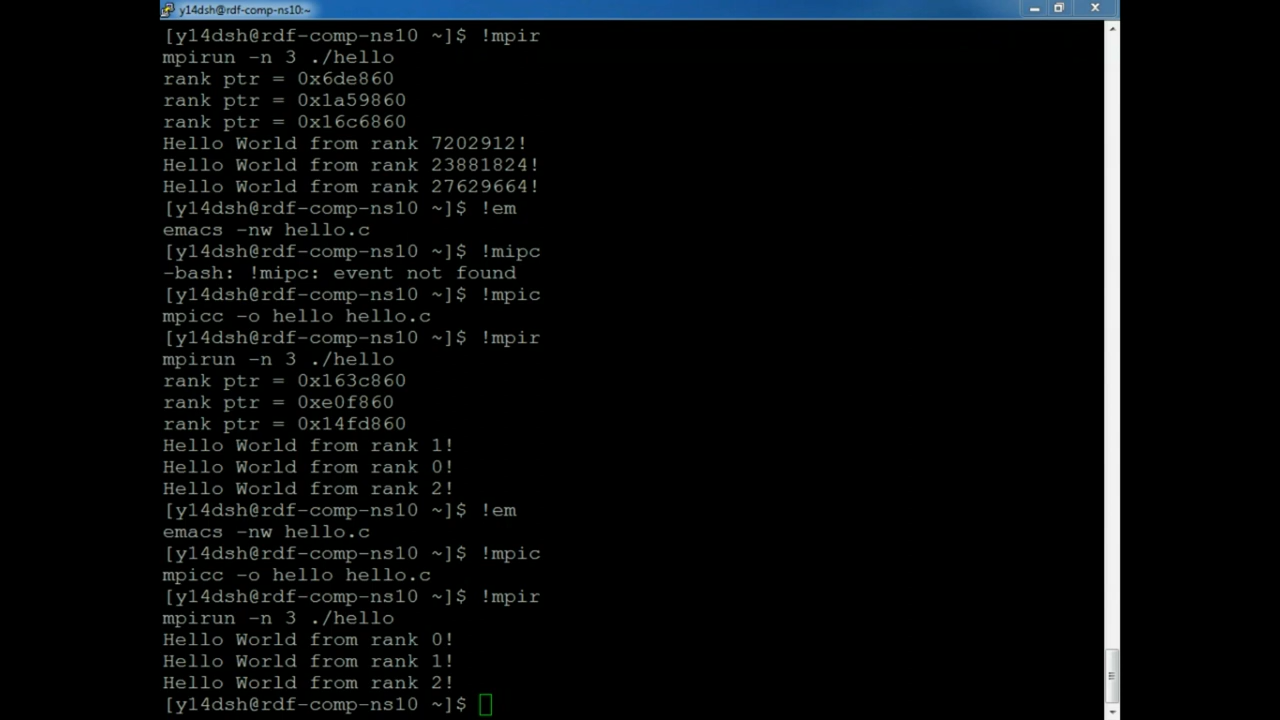 y14dsh@rdf-comp-ns10:~
[y14dsh@rdf-comp-ns10 ~]$ !mpir
mpirun -n 3 ./hello
rank ptr = 0x6de860
rank ptr = 0x1a59860
rank ptr = 0x16c6860
Hello World from rank 7202912!
Hello World from rank 23881824!
Hello World from rank 27629664!
[y14dsh@rdf-comp-ns10 ~]$ !em
emacs -nw hello.c
[y14dsh@rdf-comp-ns10 ~]$ !mipc
-bash: !mipc: event not found
[y14dsh@rdf-comp-ns10 ~]$ !mpic
mpicc -o hello hello.c
[y14dsh@rdf-comp-ns10 ~]$ !mpir
mpirun -n 3 ./hello
rank ptr = 0x163c860
rank ptr = 0xe0f860
rank ptr = 0x14fd860
Hello World from rank 1!
Hello World from rank 0!
Hello World from rank 2!
[y14dsh@rdf-comp-ns10 ~]$ !em
emacs -nw hello.c
[y14dsh@rdf-comp-ns10 ~]$ !mpic
mpicc -o hello hello.c
[y14dsh@rdf-comp-ns10 ~]$ !mpir
mpirun -n 3 ./hello
Hello World from rank 0!
Hello World from rank 1!
Hello World from rank 2!
[y14dsh@rdf-comp-ns10 ~]$